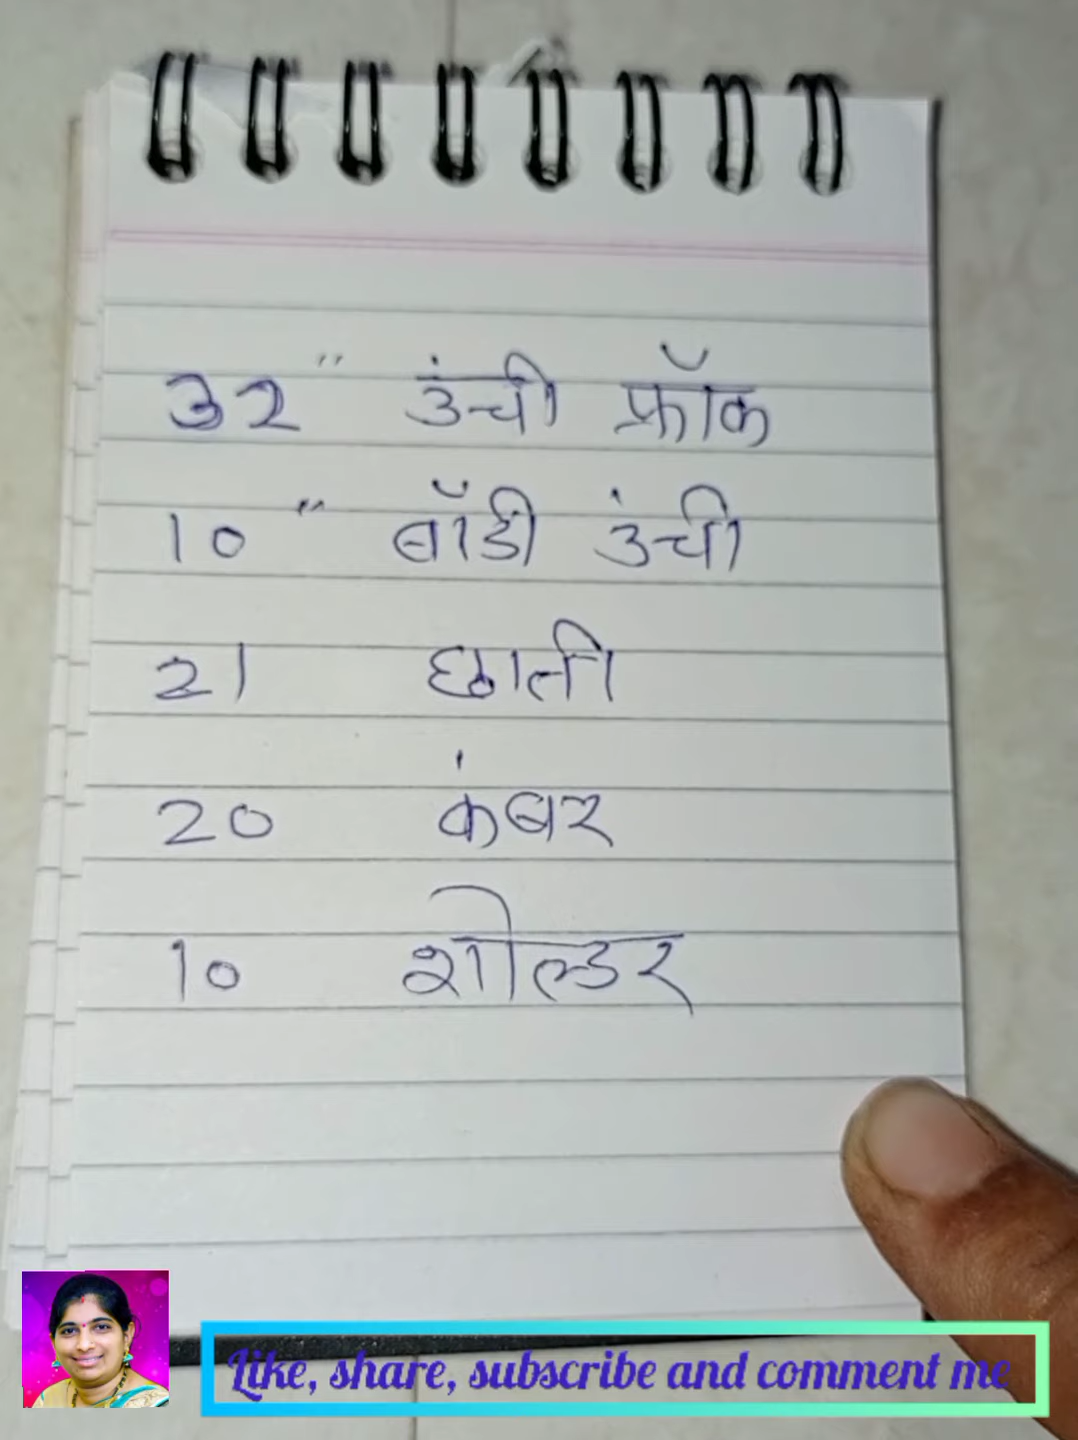 32" उंची फ्रॉक
10" बॉडी उंची
21 छाती
20 कंबर
10 शोल्डर
Like, share, subscribe and comment me